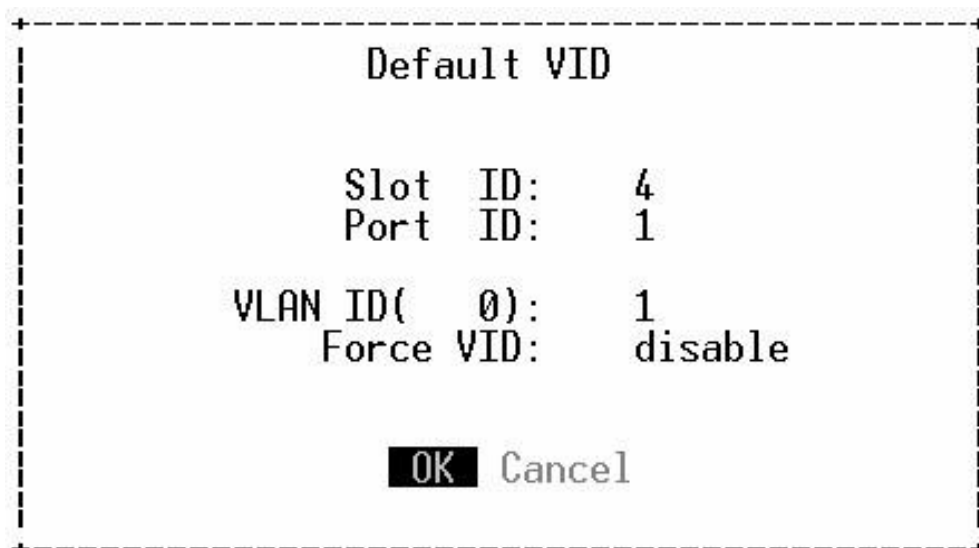 Default VID
Slot ID: 4
Port ID: 1
VLAN ID( 0): 1
Force VID: disable
OK Cancel